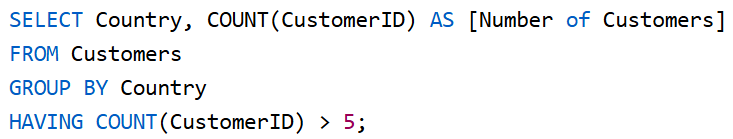 SELECT Country, COUNT(CustomerID) AS [Number of Customers]
FROM Customers
GROUP BY Country
HAVING COUNT(CustomerID) > 5;